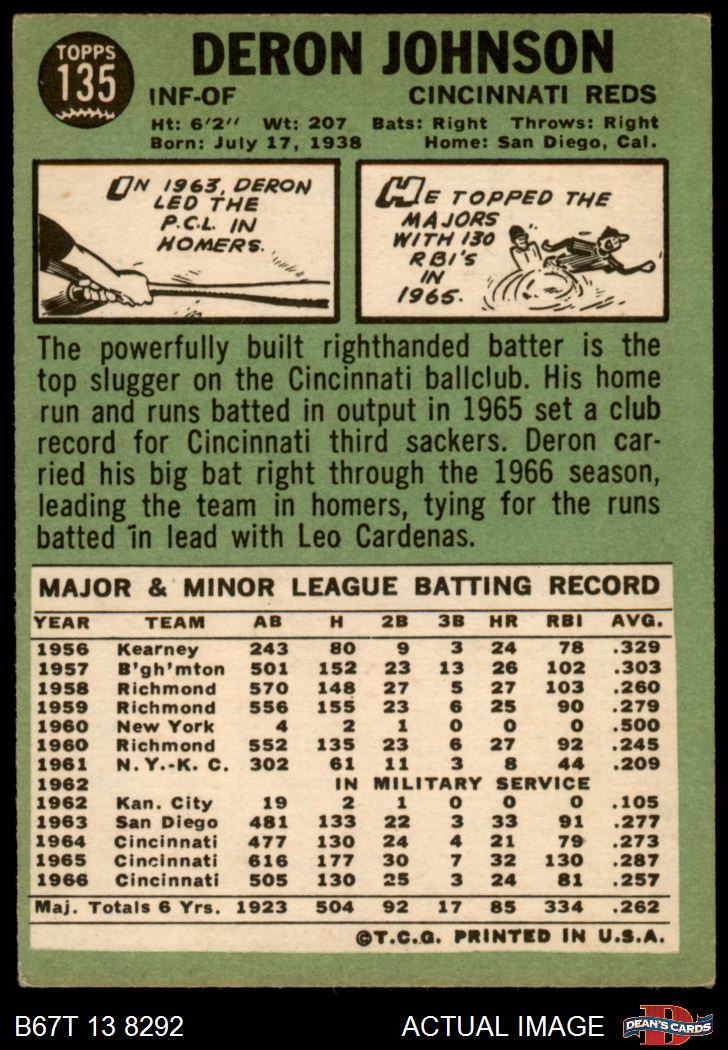 TOPPS
135
DERON JOHNSON
INF-OF CINCINNATI REDS
Ht: 6'2" Wt: 207 Bats: Right Throws: Right
Born: July 17, 1938 Home: San Diego, Cal.
IN 1963, DERON
LED THE
P.C.L. IN
HOMERS.
HE TOPPED THE
MAJORS
WITH 130
RBI'S
IN
1965.
The powerfully built righthanded batter is the
top slugger on the Cincinnati ballclub. His home
run and runs batted in output in 1965 set a club
record for Cincinnati third sackers. Deron car-
ried his big bat right through the 1966 season,
leading the team in homers, tying for the runs
batted in lead with Leo Cardenas.
MAJOR & MINOR LEAGUE BATTING RECORD
YEAR TEAM AB H 2B 3B HR RBI AVG.
1956 Kearney 243 80 9 3 24 78 .329
1957 B'gh'mton 501 152 23 13 26 102 .303
1958 Richmond 570 148 27 5 27 103 .260
1959 Richmond 556 155 23 6 25 90 .279
1960 New York 4 2 1 0 0 0 .500
1960 Richmond 552 135 23 6 27 92 .245
1961 N.Y.-K. C. 302 61 11 3 8 44 .209
1962 IN MILITARY SERVICE
1962 Kan. City 19 2 1 0 0 0 .105
1963 San Diego 481 133 22 3 33 91 .277
1964 Cincinnati 477 130 24 4 21 79 .273
1965 Cincinnati 616 177 30 7 32 130 .287
1966 Cincinnati 505 130 25 3 24 81 .257
Maj. Totals 6 Yrs. 1923 504 92 17 85 334 .262
©T.C.G. PRINTED IN U.S.A.
B67T 13 8292 ACTUAL IMAGE
D
DEAN'S CARDS